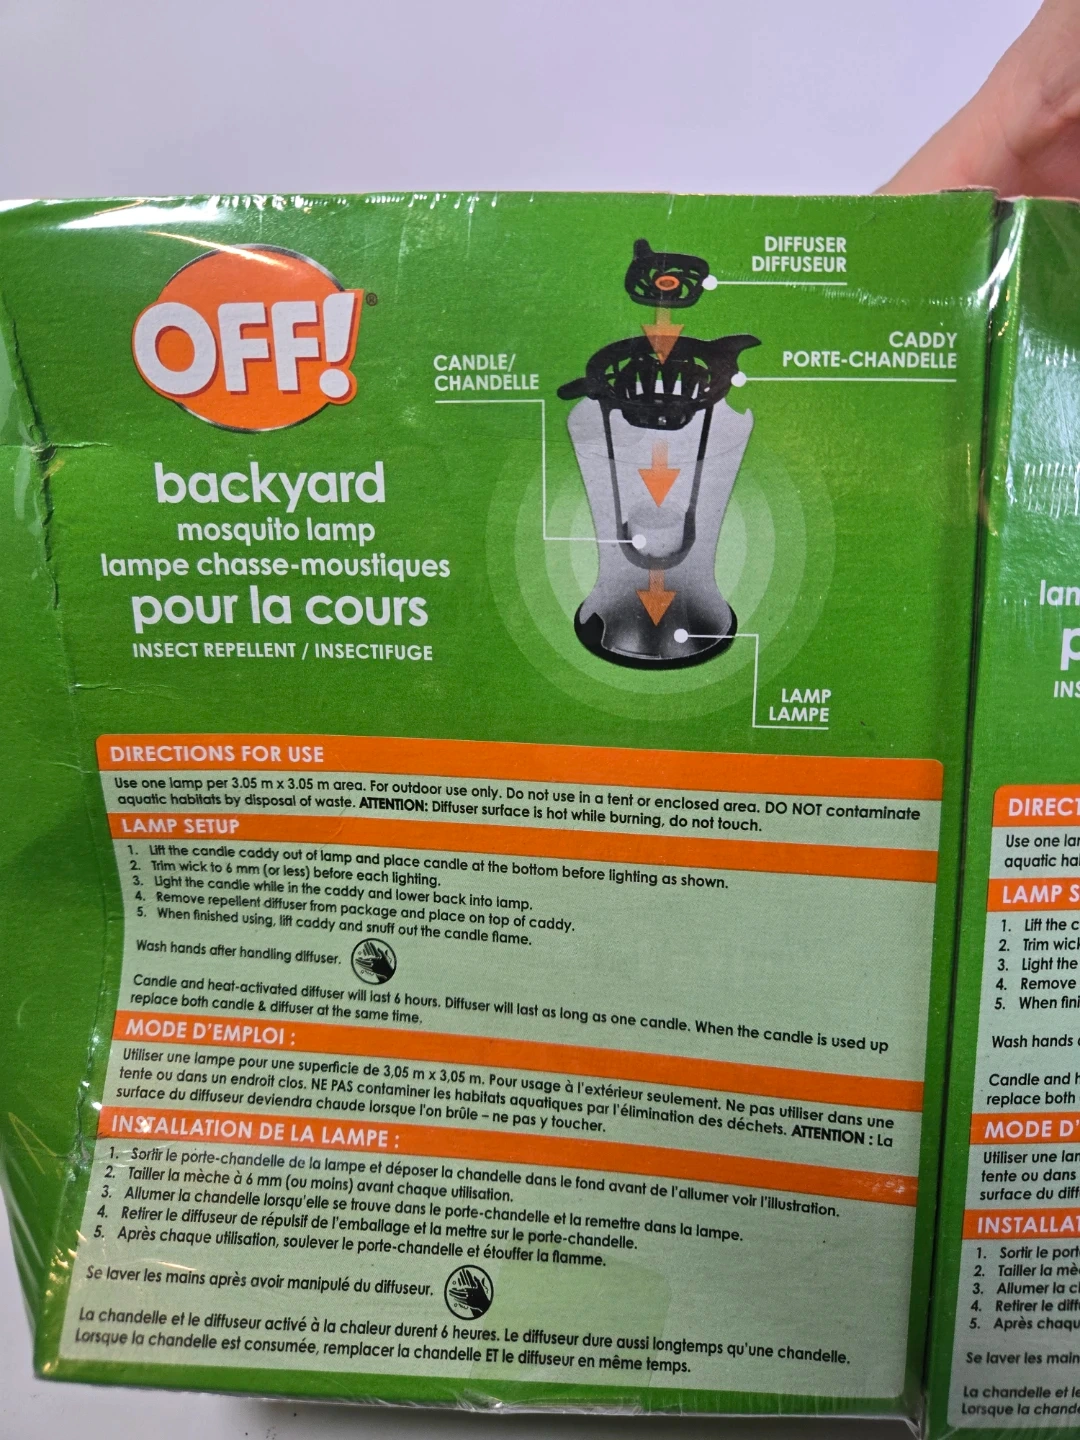 OFF!®
backyard
mosquito lamp
lampe chasse-moustiques
pour la cours
INSECT REPELLENT / INSECTIFUGE
DIFFUSER
DIFFUSEUR
CADDY
PORTE-CHANDELLE
CANDLE/
CHANDELLE
LAMP
LAMPE
DIRECTIONS FOR USE
Use one lamp per 3.05 m x 3.05 m area. For outdoor use only. Do not use in a tent or enclosed area. DO NOT contaminate
aquatic habitats by disposal of waste. ATTENTION: Diffuser surface is hot while burning, do not touch.
LAMP SETUP
1. Lift the candle caddy out of lamp and place candle at the bottom before lighting as shown.
2. Trim wick to 6 mm (or less) before each lighting.
3. Light the candle while in the caddy and lower back into lamp.
4. Remove repellent diffuser from package and place on top of caddy.
5. When finished using, lift caddy and snuff out the candle flame.
Wash hands after handling diffuser.
Candle and heat-activated diffuser will last 6 hours. Diffuser will last as long as one candle. When the candle is used up
replace both candle & diffuser at the same time.
MODE D'EMPLOI :
Utiliser une lampe pour une superficie de 3,05 m x 3,05 m. Pour usage à l'extérieur seulement. Ne pas utiliser dans une
tente ou dans un endroit clos. NE PAS contaminer les habitats aquatiques par l'élimination des déchets. ATTENTION : La
surface du diffuseur deviendra chaude lorsque l'on brûle – ne pas y toucher.
INSTALLATION DE LA LAMPE :
1. Sortir le porte-chandelle de la lampe et déposer la chandelle dans le fond avant de l'allumer voir l'illustration.
2. Tailler la mèche à 6 mm (ou moins) avant chaque utilisation.
3. Allumer la chandelle lorsqu'elle se trouve dans le porte-chandelle et la remettre dans la lampe.
4. Retirer le diffuseur de répulsif de l'emballage et la mettre sur le porte-chandelle.
5. Après chaque utilisation, soulever le porte-chandelle et étouffer la flamme.
Se laver les mains après avoir manipulé du diffuseur.
La chandelle et le diffuseur activé à la chaleur durent 6 heures. Le diffuseur dure aussi longtemps qu'une chandelle.
Lorsque la chandelle est consumée, remplacer la chandelle ET le diffuseur en même temps.
lam
p
INS
DIRECT
Use one lam
aquatic hab
LAMP S
1. Lift the c
2. Trim wick
3. Light the
4. Remove
5. When fini
Wash hands
Candle and h
replace both
MODE D'
Utiliser une lam
tente ou dans
surface du diff
INSTALLAT
1. Sortir le port
2. Tailler la mè
3. Allumer la c
4. Retirer le diff
5. Après chaqu
Se laver les main
La chandelle et le
Lorsque la chande